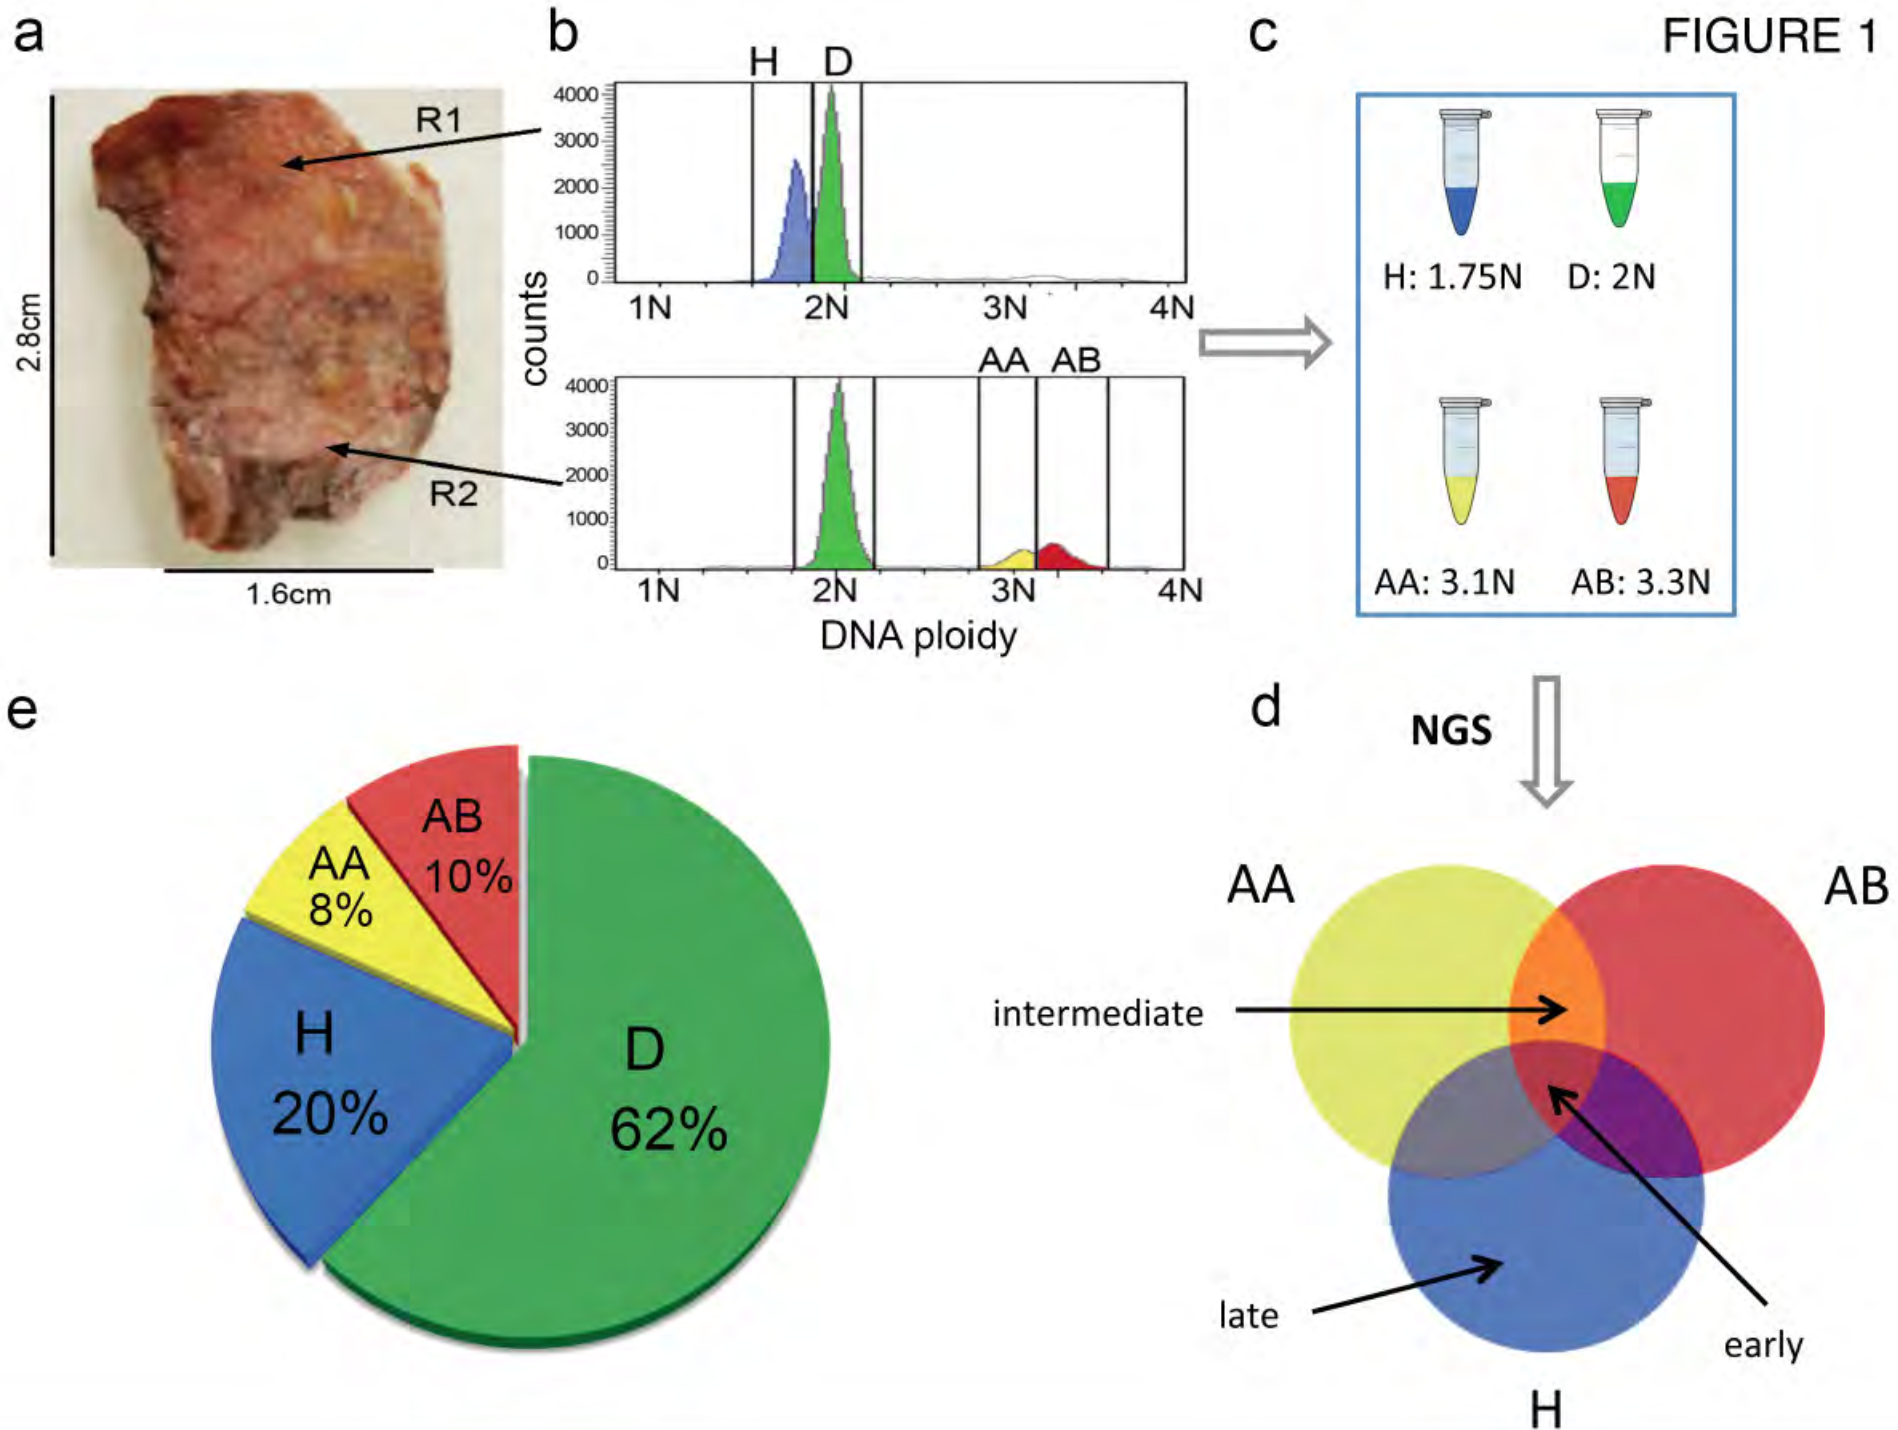 FIGURE 1
a
R1
R2
2.8cm
1.6cm
b
H D
4000
3000
2000
1000
0
1N 2N 3N 4N
AA AB
4000
3000
2000
1000
0
1N 2N 3N 4N
counts
DNA ploidy
c
H: 1.75N D: 2N
AA: 3.1N AB: 3.3N
NGS
d
AA
AB
intermediate
late
early
H
e
AB
10%
AA
8%
H
20%
D
62%